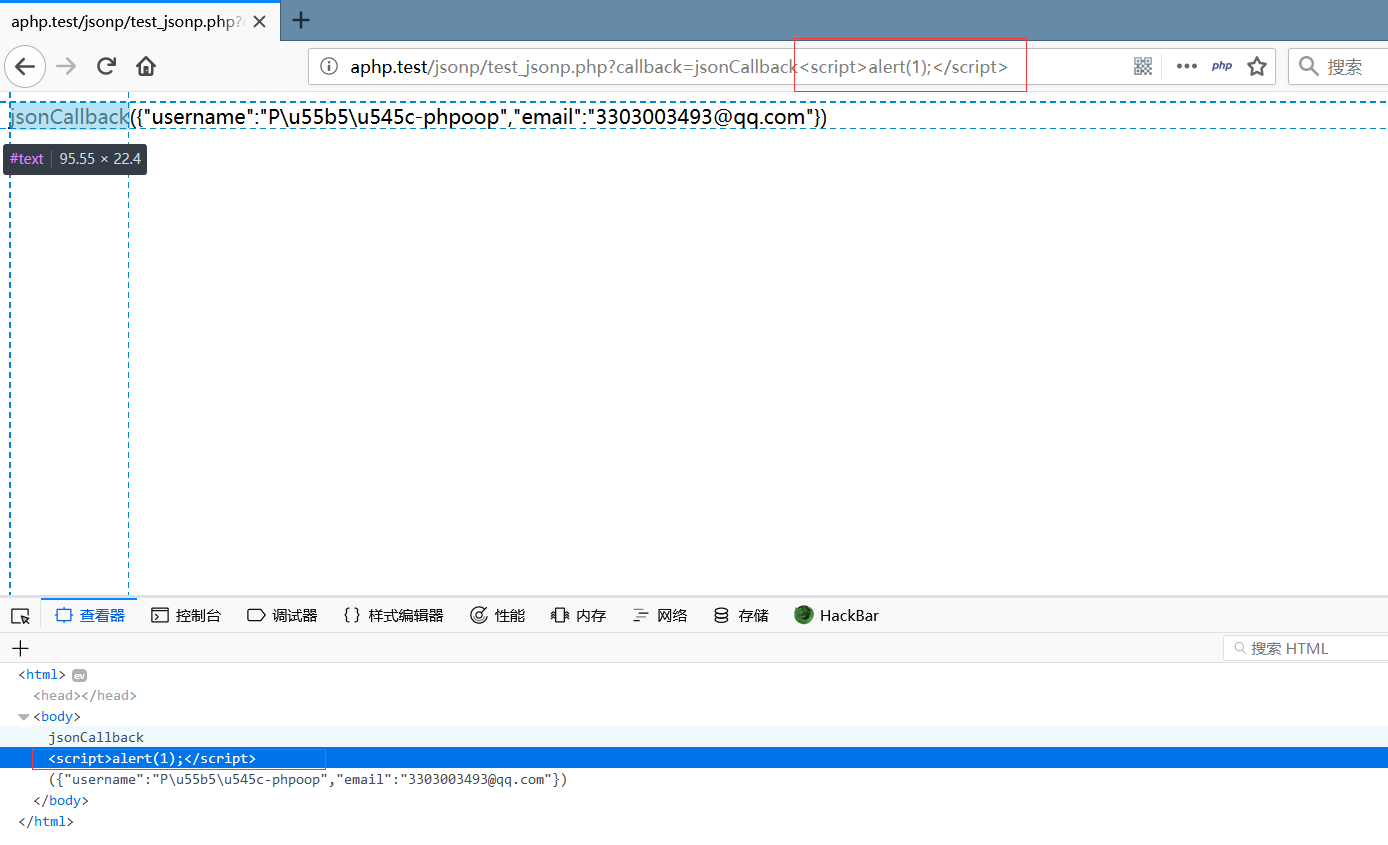 aphp.test/jsonp/test_jsonp.php?
aphp.test/jsonp/test_jsonp.php?callback=jsonCallback<script>alert(1);</script>
php
搜索
jsonCallback({"username":"P\u55b5\u545c-phpoop","email":"3303003493@qq.com"})
#text 95.55 × 22.4
查看器 控制台 调试器 样式编辑器 性能 内存 网络 存储 HackBar
搜索 HTML
<html> ev
<head></head>
<body>
jsonCallback
<script>alert(1);</script>
({"username":"P\u55b5\u545c-phpoop","email":"3303003493@qq.com"})
</body>
</html>